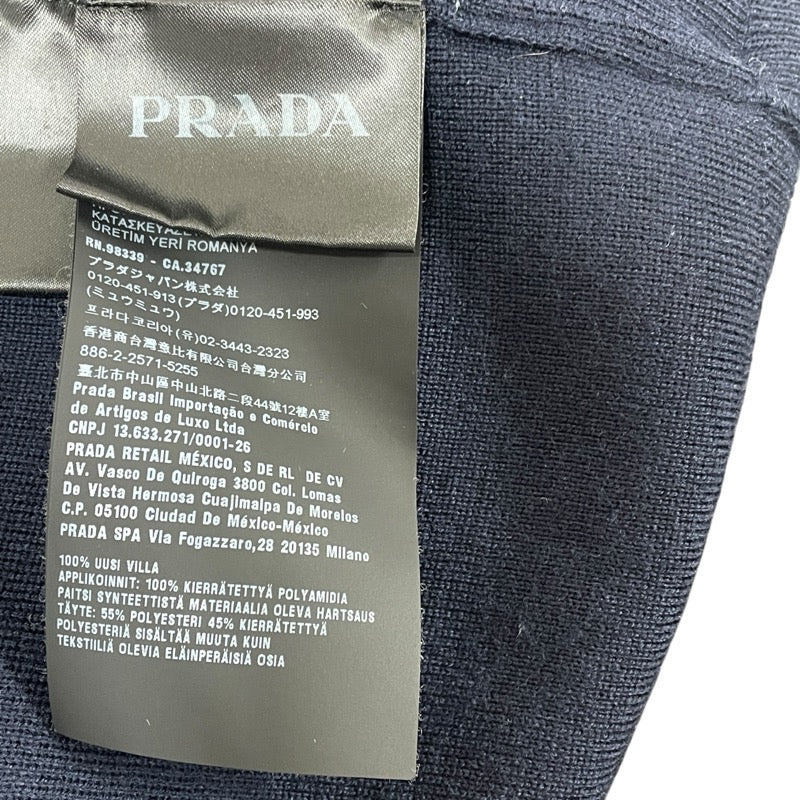 PRADA
ΚΑΤΑΣΚΕΥΑΖΕ
ÜRETİM YERİ ROMANYA
RN.98339 - CA.34767
プラダジャパン株式会社
0120-451-913(プラダ)0120-451-993
(ミュウミュウ)
프라다코리아(유)02-3443-2323
香港商台灣意比有限公司台灣分公司
886-2-2571-5255
臺北市中山區中山北路二段44號12樓A室
Prada Brasil Importação e Comércio
de Artigos de Luxo Ltda
CNPJ 13.633.271/0001-26
PRADA RETAIL MÉXICO, S DE RL DE CV
AV. Vasco De Quiroga 3800 Col. Lomas
De Vista Hermosa Cuajimalpa De Morelos
C.P. 05100 Ciudad De México-México
PRADA SPA Via Fogazzaro,28 20135 Milano
100% UUSI VILLA
APPLIKOINNIT: 100% KIERRÄTETTYÄ POLYAMIDIA
PAITSI SYNTEETTISTÄ MATERIAALIA OLEVA HARTSAUS
TÄYTE: 55% POLYESTERI 45% KIERRÄTETTYÄ
POLYESTERIÄ SISÄLTÄÄ MUUTA KUIN
TEKSTIILIÄ OLEVIA ELÄINPERÄISIÄ OSIA